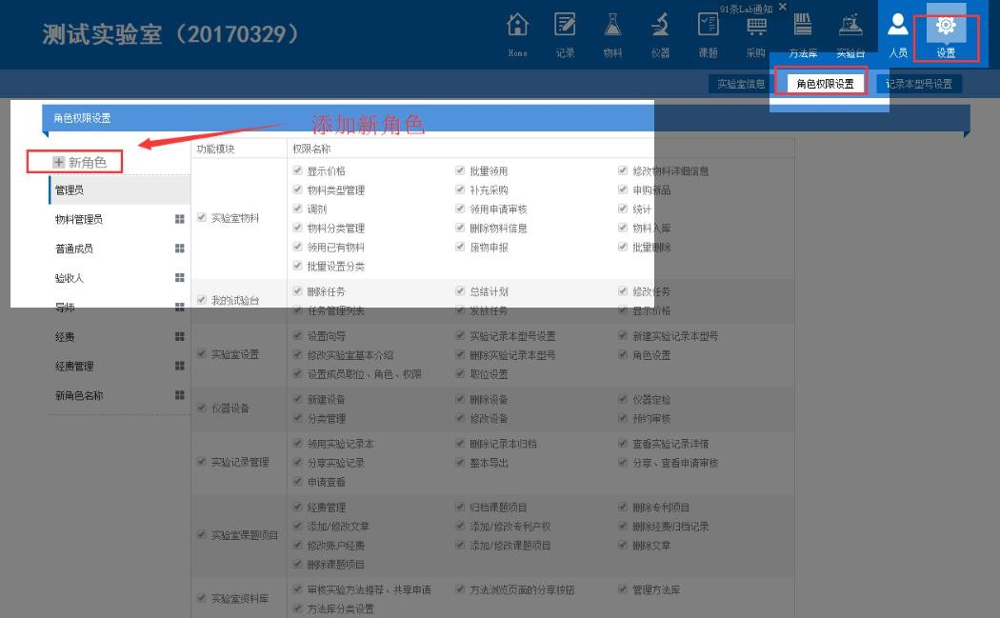 91条Lab通知
测试实验室（20170329）
Home 记录 物料 仪器 课题 采购 方法库 实验台 人员 设置
实验室信息 角色权限设置 记录本型号设置
角色权限设置
添加新角色
新角色
管理员
物料管理员
普通成员
验收人
导师
经费
经费管理
新角色名称
功能模块 权限名称
实验室物料
显示价格 批量领用 修改物料详细信息
物料类型管理 补充采购 申购新品
调剂 领用申请审核 统计
物料分类管理 删除物料信息 物料入库
领用已有物料 废物申报 批量删除
批量设置分类
我的试验台
删除任务 总结计划 修改任务
任务管理列表 发放任务 显示价格
实验室设置
设置向导 实验记录本型号设置 新建实验记录本型号
修改实验室基本介绍 删除实验记录本型号 角色设置
设置成员职位、角色、权限 职位设置
仪器设备
新建设备 删除设备 仪器定检
分类管理 修改设备 预约审核
实验记录管理
领用实验记录本 删除记录本归档 查看实验记录详情
分享实验记录 整本导出 分享、查看申请审核
申请查看
实验室课题项目
经费管理 归档课题项目 删除专利项目
添加/修改文章 添加/修改专利产权 删除经费归档记录
修改账户经费 添加/修改课题项目 删除文章
删除课题项目
实验室资料库
审核实验方法推荐、共享申请 方法浏览页面的分享按钮 管理方法库
方法库分类设置